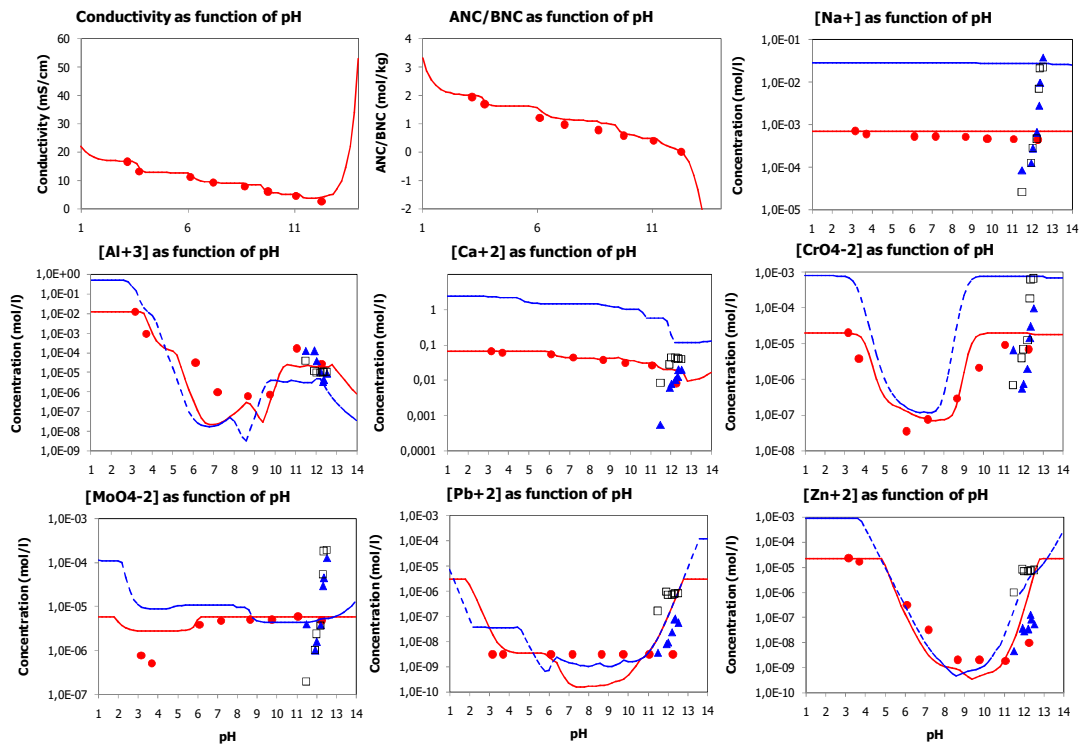 Conductivity as function of pH
Conductivity (mS/cm)
60
50
40
30
20
10
0
1 6 11
ANC/BNC as function of pH
ANC/BNC (mol/kg)
4
3
2
1
0
-1
-2
1 6 11
[Na+] as function of pH
Concentration (mol/l)
1,0E-01
1,0E-02
1,0E-03
1,0E-04
1,0E-05
1 2 3 4 5 6 7 8 9 10 11 12 13 14
[Al+3] as function of pH
Concentration (mol/l)
1,0E+00
1,0E-01
1,0E-02
1,0E-03
1,0E-04
1,0E-05
1,0E-06
1,0E-07
1,0E-08
1,0E-09
1 2 3 4 5 6 7 8 9 10 11 12 13 14
[Ca+2] as function of pH
Concentration (mol/l)
1
0,1
0,01
0,001
0,0001
1 2 3 4 5 6 7 8 9 10 11 12 13 14
[CrO4-2] as function of pH
Concentration (mol/l)
1,0E-03
1,0E-04
1,0E-05
1,0E-06
1,0E-07
1,0E-08
1 2 3 4 5 6 7 8 9 10 11 12 13 14
[MoO4-2] as function of pH
Concentration (mol/l)
1,0E-03
1,0E-04
1,0E-05
1,0E-06
1,0E-07
1 2 3 4 5 6 7 8 9 10 11 12 13 14
pH
[Pb+2] as function of pH
Concentration (mol/l)
1,0E-03
1,0E-04
1,0E-05
1,0E-06
1,0E-07
1,0E-08
1,0E-09
1,0E-10
1 2 3 4 5 6 7 8 9 10 11 12 13 14
pH
[Zn+2] as function of pH
Concentration (mol/l)
1,0E-03
1,0E-04
1,0E-05
1,0E-06
1,0E-07
1,0E-08
1,0E-09
1,0E-10
1 2 3 4 5 6 7 8 9 10 11 12 13 14
pH